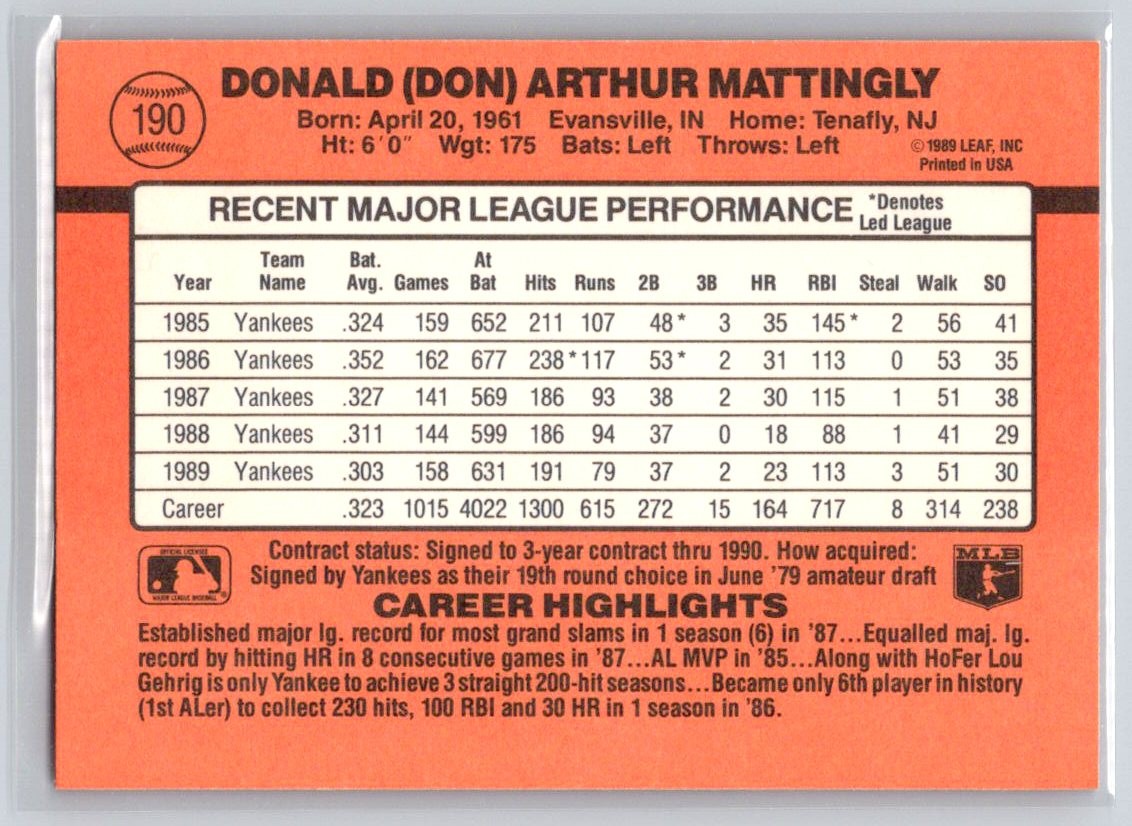 190
DONALD (DON) ARTHUR MATTINGLY
Born: April 20, 1961 Evansville, IN Home: Tenafly, NJ
Ht: 6'0" Wgt: 175 Bats: Left Throws: Left
© 1989 LEAF, INC
Printed in USA
RECENT MAJOR LEAGUE PERFORMANCE *Denotes Led League
Year Team Name Bat. Avg. Games At Bat Hits Runs 2B 3B HR RBI Steal Walk SO
1985 Yankees .324 159 652 211 107 48* 3 35 145* 2 56 41
1986 Yankees .352 162 677 238* 117 53* 2 31 113 0 53 35
1987 Yankees .327 141 569 186 93 38 2 30 115 1 51 38
1988 Yankees .311 144 599 186 94 37 0 18 88 1 41 29
1989 Yankees .303 158 631 191 79 37 2 23 113 3 51 30
Career .323 1015 4022 1300 615 272 15 164 717 8 314 238
OFFICIAL LICENSEE
MAJOR LEAGUE BASEBALL
Contract status: Signed to 3-year contract thru 1990. How acquired:
Signed by Yankees as their 19th round choice in June '79 amateur draft
MLB
CAREER HIGHLIGHTS
Established major lg. record for most grand slams in 1 season (6) in '87...Equalled maj. lg.
record by hitting HR in 8 consecutive games in '87...AL MVP in '85...Along with HoFer Lou
Gehrig is only Yankee to achieve 3 straight 200-hit seasons...Became only 6th player in history
(1st ALer) to collect 230 hits, 100 RBI and 30 HR in 1 season in '86.